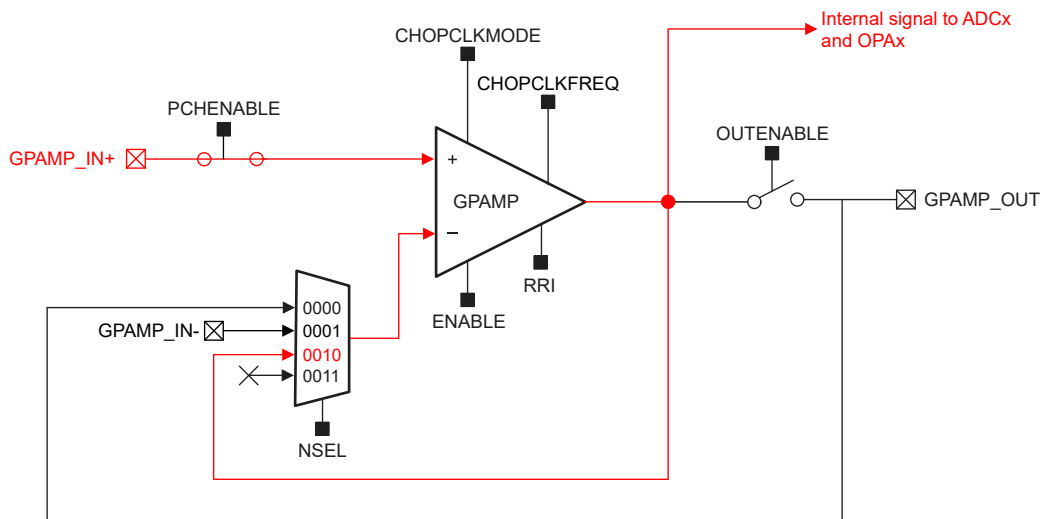 Internal signal to ADCx
and OPAx
CHOPCLKMODE
CHOPCLKFREQ
PCHENABLE
OUTENABLE
GPAMP_IN+
+
GPAMP
GPAMP_OUT
−
RRI
ENABLE
0000
GPAMP_IN-
0001
0010
0011
NSEL